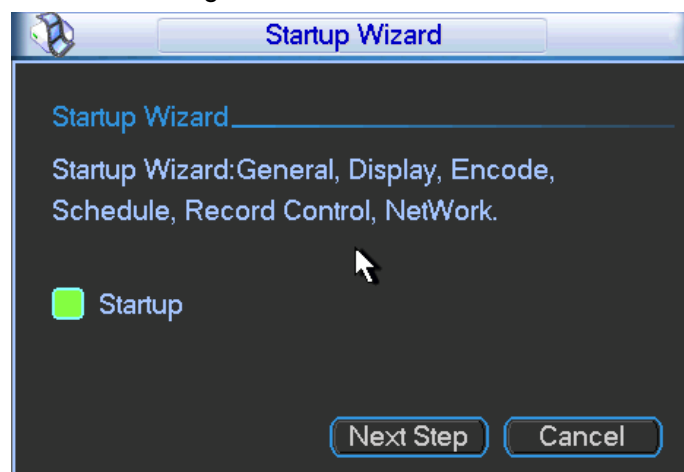 Startup Wizard
Startup Wizard
Startup Wizard:General, Display, Encode,
Schedule, Record Control, NetWork.
Startup
Next Step Cancel